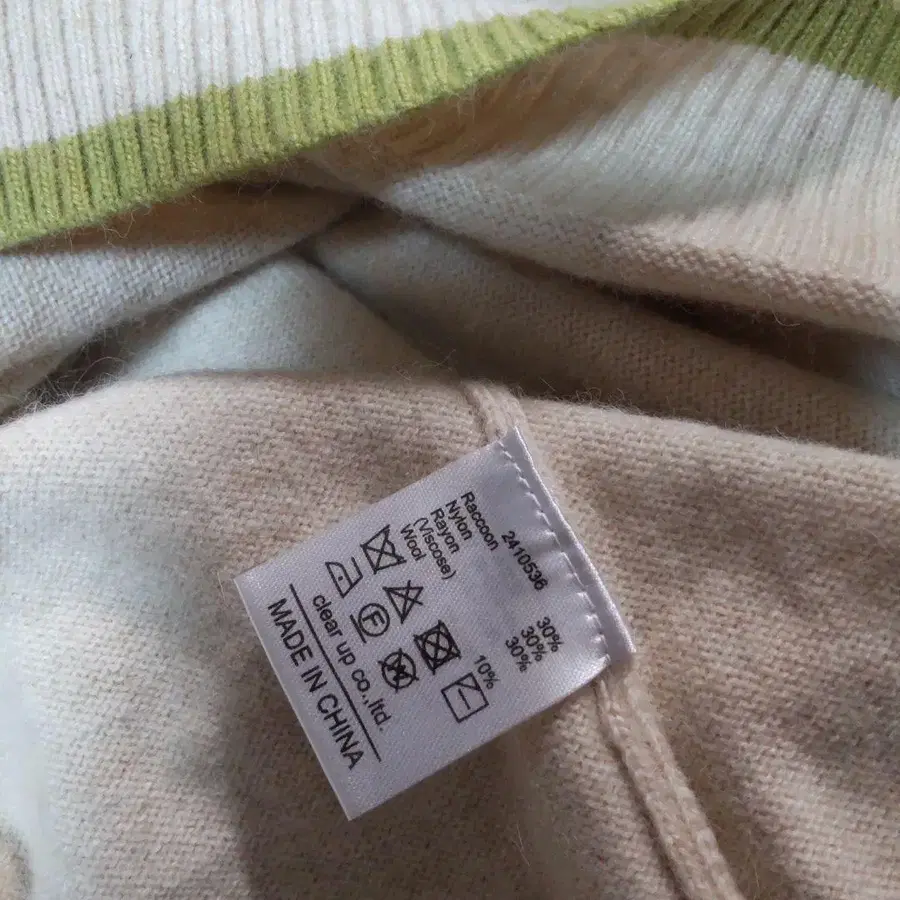 2410536
Raccoon 30%
Nylon 30%
Rayon 30%
(Viscose)
Wool 10%
F
clear up co.,ltd.
MADE IN CHINA